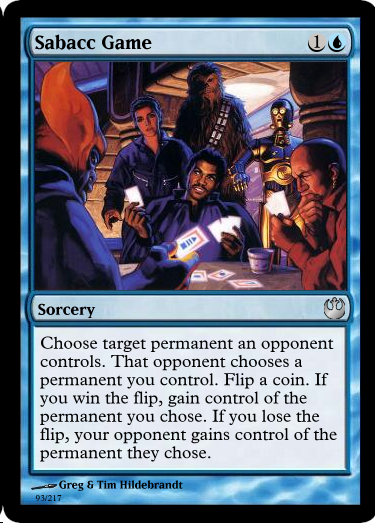 Sabacc Game 1
Sorcery
Choose target permanent an opponent
controls. That opponent chooses a
permanent you control. Flip a coin. If
you win the flip, gain control of the
permanent you chose. If you lose the
flip, your opponent gains control of the
permanent they chose.
Greg & Tim Hildebrandt
93/217